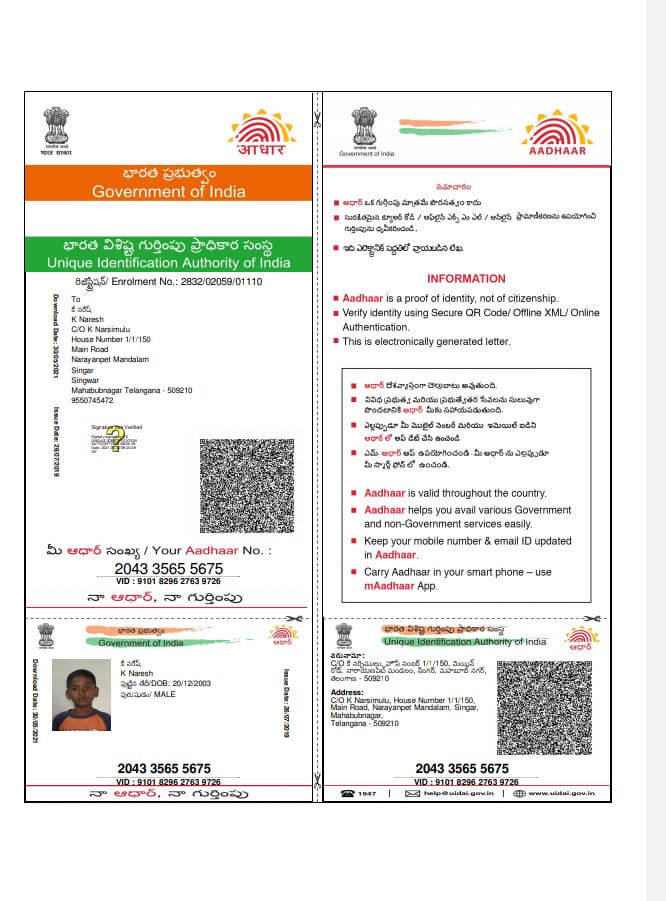 भारत सरकार
आधार
భారత ప్రభుత్వం
Government of India
భారత విశిష్ట గుర్తింపు ప్రాధికార సంస్థ
Unique Identification Authority of India
రిజిస్ట్రేషన్/ Enrolment No.: 2832/02059/01110
Download Date: 30/05/2021
Issue Date: 26/07/2019
To
కే నరేష్
K Naresh
C/O K Narsimulu
House Number 1/1/150
Main Road
Narayanpet Mandalam
Singar
Singwar
Mahabubnagar Telangana - 509210
9550745472
Signature Not Verified
మీ ఆధార్ సంఖ్య / Your Aadhaar No. :
2043 3565 5675
VID : 9101 8296 2763 9726
నా ఆధార్, నా గుర్తింపు
Government of India
AADHAAR
సమాచారం
ఆధార్ ఒక గుర్తింపు మాత్రమే పౌరసత్వం కాదు
సురక్షితమైన క్యూఆర్ కోడ్ / ఆఫ్‌లైన్ ఎక్స్ ఎం ఎల్ / ఆన్‌లైన్ ప్రామాణీకరణను ఉపయోగించి
గుర్తింపును ధృవీకరించండి.
ఇది ఎలెక్ట్రానిక్ పద్ధతిలో వ్రాయబడిన లేఖ.
INFORMATION
Aadhaar is a proof of identity, not of citizenship.
Verify identity using Secure QR Code/ Offline XML/ Online
Authentication.
This is electronically generated letter.
ఆధార్ దేశవ్యాప్తంగా చెల్లుబాటు అవుతుంది.
వివిధ ప్రభుత్వ మరియు ప్రభుత్వేతర సేవలను సులువుగా
పొందటానికి ఆధార్ మీకు సహాయపడుతుంది.
ఎల్లప్పుడూ మీ మొబైల్ నంబర్ మరియు ఇమెయిల్ ఐడిని
ఆధార్ లో అప్ డేట్ చేసి ఉంచండి
ఎమ్-ఆధార్ ఆప్ ఉపయోగించండి - మీ ఆధార్ ను ఎల్లప్పుడూ
మీ స్మార్ట్ ఫోన్ లో ఉంచండి.
Aadhaar is valid throughout the country.
Aadhaar helps you avail various Government
and non-Government services easily.
Keep your mobile number & email ID updated
in Aadhaar.
Carry Aadhaar in your smart phone – use
mAadhaar App.
భారత ప్రభుత్వం
Government of India
ఆధార్
Download Date: 30/05/2021
కే నరేష్
K Naresh
పుట్టిన తేదీ/DOB: 20/12/2003
పురుషుడు/ MALE
Issue Date: 26/07/2019
2043 3565 5675
VID : 9101 8296 2763 9726
నా ఆధార్, నా గుర్తింపు
భారత విశిష్ట గుర్తింపు ప్రాధికార సంస్థ
Unique Identification Authority of India
ఆధార్
చిరునామా:
C/O కే నర్సిములు, హౌస్ నంబర్ 1/1/150, మెయిన్
రోడ్, నారాయణపేట్ మండలం, సింగర్, మహబూబ్ నగర్,
తెలంగాణ - 509210
Address:
C/O K Narsimulu, House Number 1/1/150,
Main Road, Narayanpet Mandalam, Singar,
Mahabubnagar,
Telangana - 509210
2043 3565 5675
VID : 9101 8296 2763 9726
1947 | help@uidai.gov.in | www.uidai.gov.in